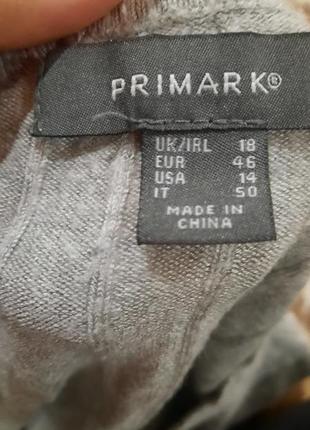 PRIMARK®
UK/IRL 18
EUR 46
USA 14
IT 50
MADE IN
CHINA